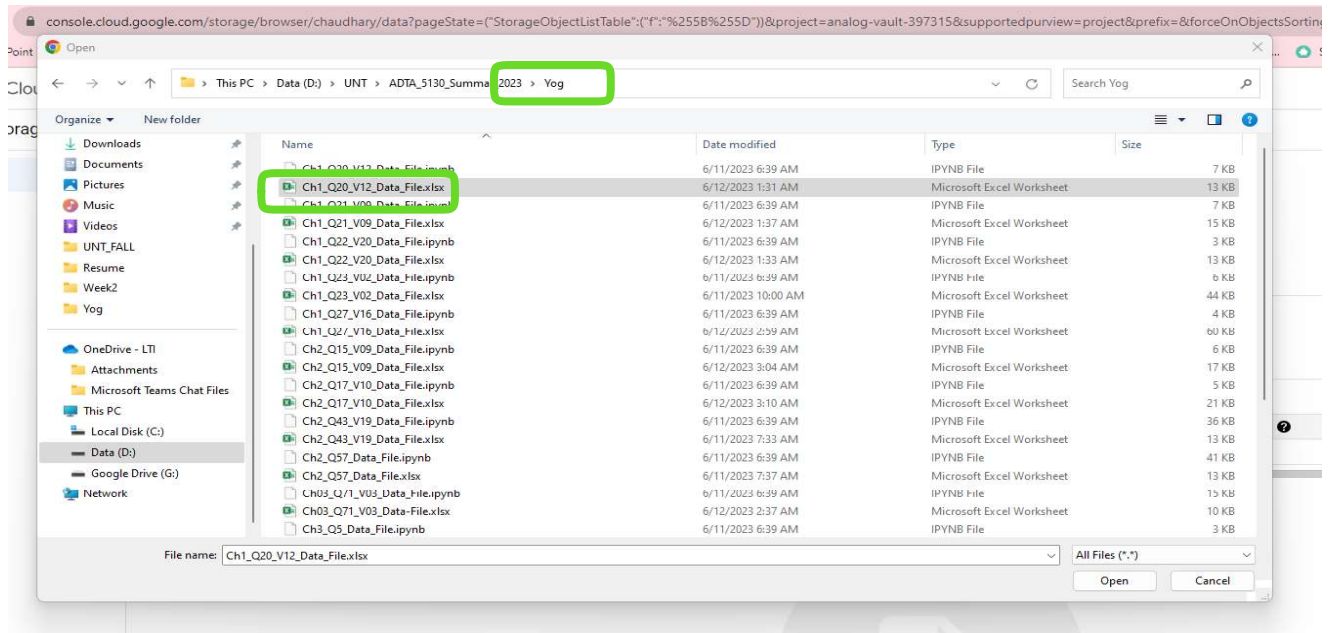 console.cloud.google.com/storage/browser/chaudhary/data?pageState=("StorageObjectListTable":("f":"%255B%255D"))&project=analog-vault-397315&supportedpurview=project&prefix=&forceOnObjectsSorting
Point
Open
Clou
This PC > Data (D:) > UNT > ADTA_5130_Summa 2023 > Yog
Search Yog
Organize
New folder
orag
Downloads
Documents
Pictures
Music
Videos
UNT_FALL
Resume
Week2
Yog
OneDrive - LTI
Attachments
Microsoft Teams Chat Files
This PC
Local Disk (C:)
Data (D:)
Google Drive (G:)
Network
Name Date modified Type Size
Ch1_Q20_V12_Data_File.ipynb 6/11/2023 6:39 AM IPYNB File 7 KB
Ch1_Q20_V12_Data_File.xlsx 6/12/2023 1:31 AM Microsoft Excel Worksheet 13 KB
Ch1_Q21_V09_Data_File.ipynb 6/11/2023 6:39 AM IPYNB File 7 KB
Ch1_Q21_V09_Data_File.xlsx 6/12/2023 1:37 AM Microsoft Excel Worksheet 15 KB
Ch1_Q22_V20_Data_File.ipynb 6/11/2023 6:39 AM IPYNB File 3 KB
Ch1_Q22_V20_Data_File.xlsx 6/12/2023 1:33 AM Microsoft Excel Worksheet 13 KB
Ch1_Q23_V02_Data_File.ipynb 6/11/2023 6:39 AM IPYNB File 6 KB
Ch1_Q23_V02_Data_File.xlsx 6/11/2023 10:00 AM Microsoft Excel Worksheet 44 KB
Ch1_Q27_V16_Data_File.ipynb 6/11/2023 6:39 AM IPYNB File 4 KB
Ch1_Q27_V16_Data_File.xlsx 6/12/2023 2:59 AM Microsoft Excel Worksheet 60 KB
Ch2_Q15_V09_Data_File.ipynb 6/11/2023 6:39 AM IPYNB File 6 KB
Ch2_Q15_V09_Data_File.xlsx 6/12/2023 3:04 AM Microsoft Excel Worksheet 17 KB
Ch2_Q17_V10_Data_File.ipynb 6/11/2023 6:39 AM IPYNB File 5 KB
Ch2_Q17_V10_Data_File.xlsx 6/12/2023 3:10 AM Microsoft Excel Worksheet 21 KB
Ch2_Q43_V19_Data_File.ipynb 6/11/2023 6:39 AM IPYNB File 36 KB
Ch2_Q43_V19_Data_File.xlsx 6/11/2023 7:33 AM Microsoft Excel Worksheet 13 KB
Ch2_Q57_Data_File.ipynb 6/11/2023 6:39 AM IPYNB File 41 KB
Ch2_Q57_Data_File.xlsx 6/11/2023 7:37 AM Microsoft Excel Worksheet 13 KB
Ch03_Q71_V03_Data_File.ipynb 6/11/2023 6:39 AM IPYNB File 15 KB
Ch03_Q71_V03_Data-File.xlsx 6/12/2023 2:37 AM Microsoft Excel Worksheet 10 KB
Ch3_Q5_Data_File.ipynb 6/11/2023 6:39 AM IPYNB File 3 KB
File name: Ch1_Q20_V12_Data_File.xlsx
All Files (*.*)
Open
Cancel